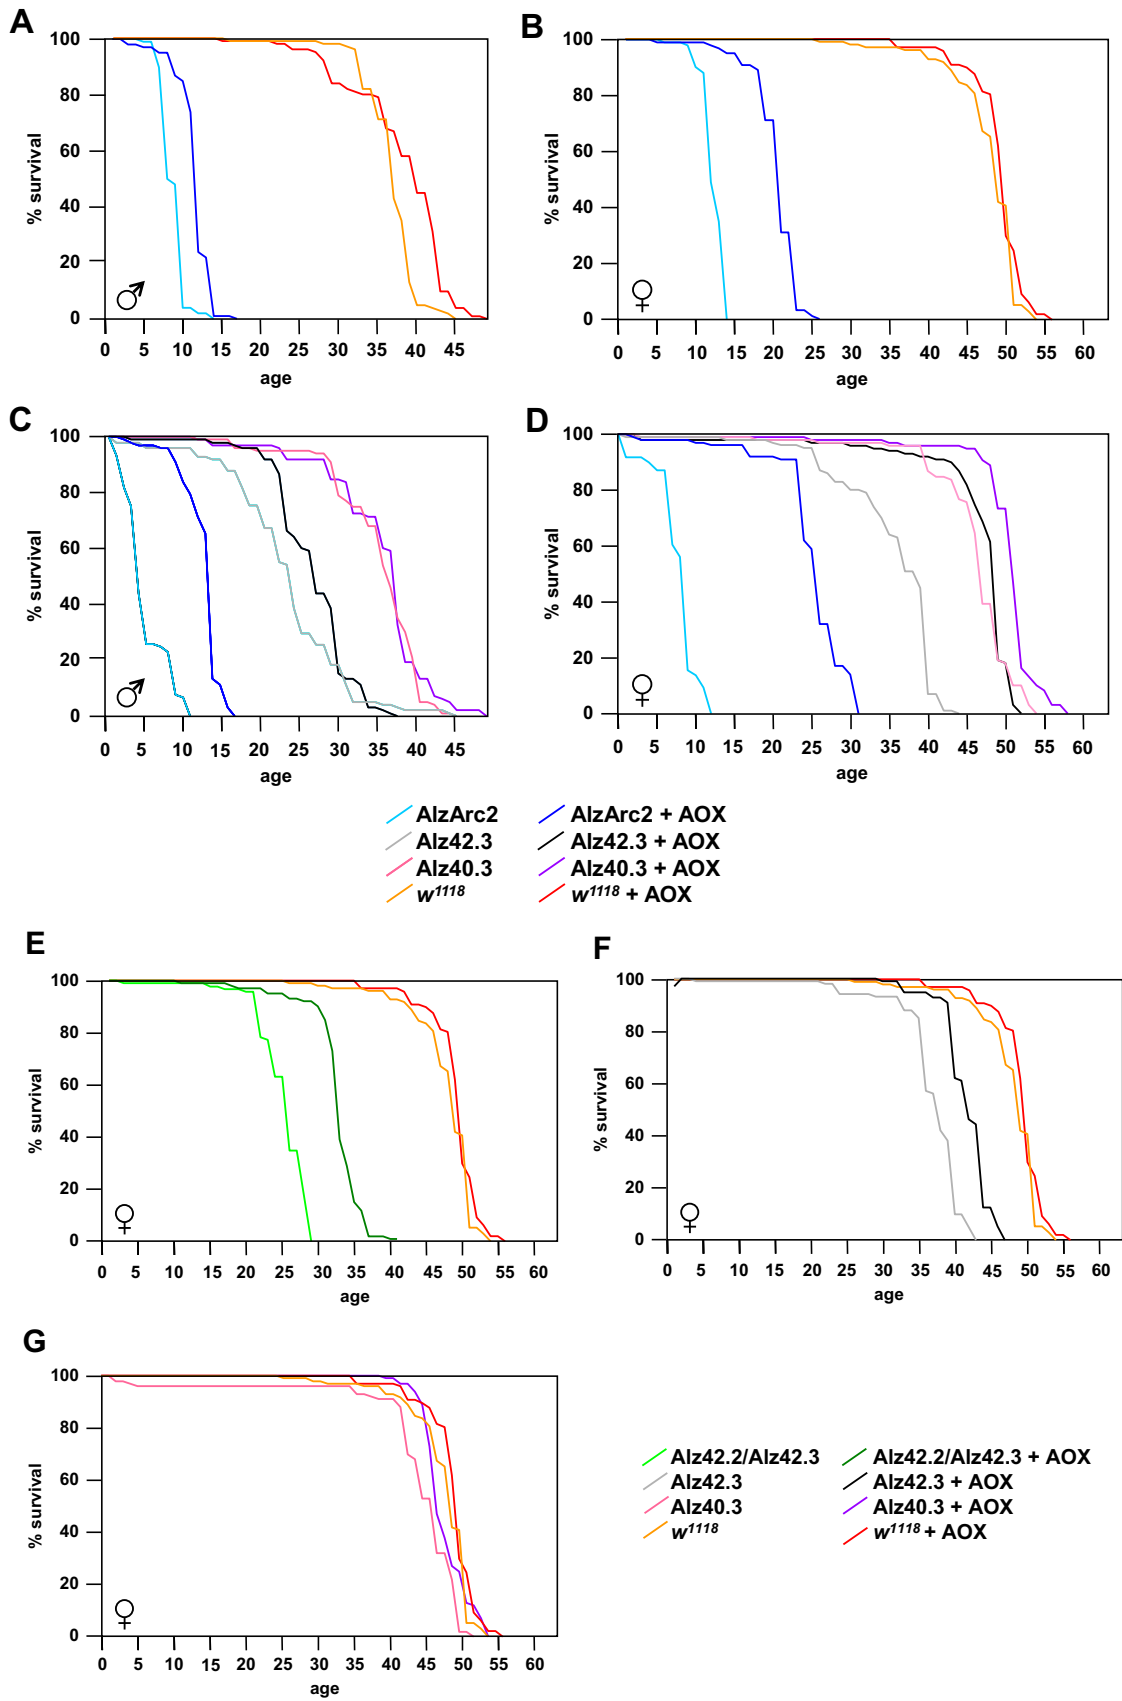 A
100
80
60
40
20
0
% survival
♂
0 5 10 15 20 25 30 35 40 45
age
B
100
80
60
40
20
0
% survival
♀
0 5 10 15 20 25 30 35 40 45 50 55 60
age
C
100
80
60
40
20
0
% survival
♂
0 5 10 15 20 25 30 35 40 45
age
D
100
80
60
40
20
0
% survival
♀
0 5 10 15 20 25 30 35 40 45 50 55 60
age
AlzArc2 AlzArc2 + AOX
Alz42.3 Alz42.3 + AOX
Alz40.3 Alz40.3 + AOX
w1118 w1118 + AOX
E
100
80
60
40
20
0
% survival
♀
0 5 10 15 20 25 30 35 40 45 50 55 60
age
F
100
80
60
40
20
0
% survival
♀
0 5 10 15 20 25 30 35 40 45 50 55 60
age
G
100
80
60
40
20
0
% survival
♀
0 5 10 15 20 25 30 35 40 45 50 55 60
age
Alz42.2/Alz42.3 Alz42.2/Alz42.3 + AOX
Alz42.3 Alz42.3 + AOX
Alz40.3 Alz40.3 + AOX
w1118 w1118 + AOX